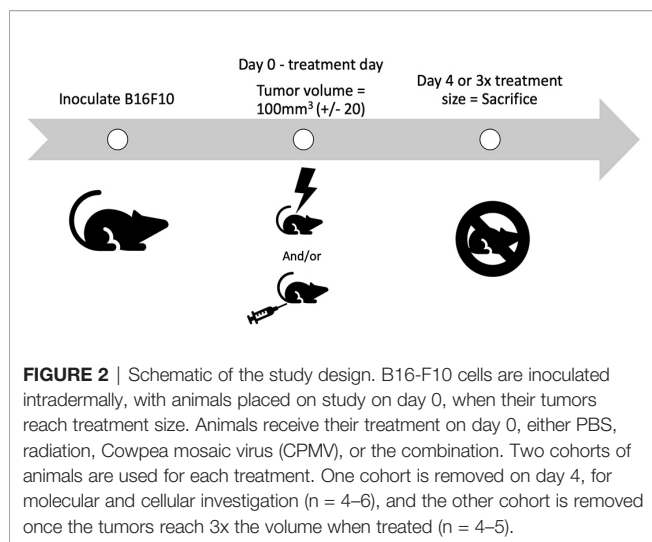 Day 0 - treatment day
Inoculate B16F10
Tumor volume =
100mm³ (+/- 20)
Day 4 or 3x treatment
size = Sacrifice
And/or
FIGURE 2 | Schematic of the study design. B16-F10 cells are inoculated
intradermally, with animals placed on study on day 0, when their tumors
reach treatment size. Animals receive their treatment on day 0, either PBS,
radiation, Cowpea mosaic virus (CPMV), or the combination. Two cohorts of
animals are used for each treatment. One cohort is removed on day 4, for
molecular and cellular investigation (n = 4–6), and the other cohort is removed
once the tumors reach 3x the volume when treated (n = 4–5).